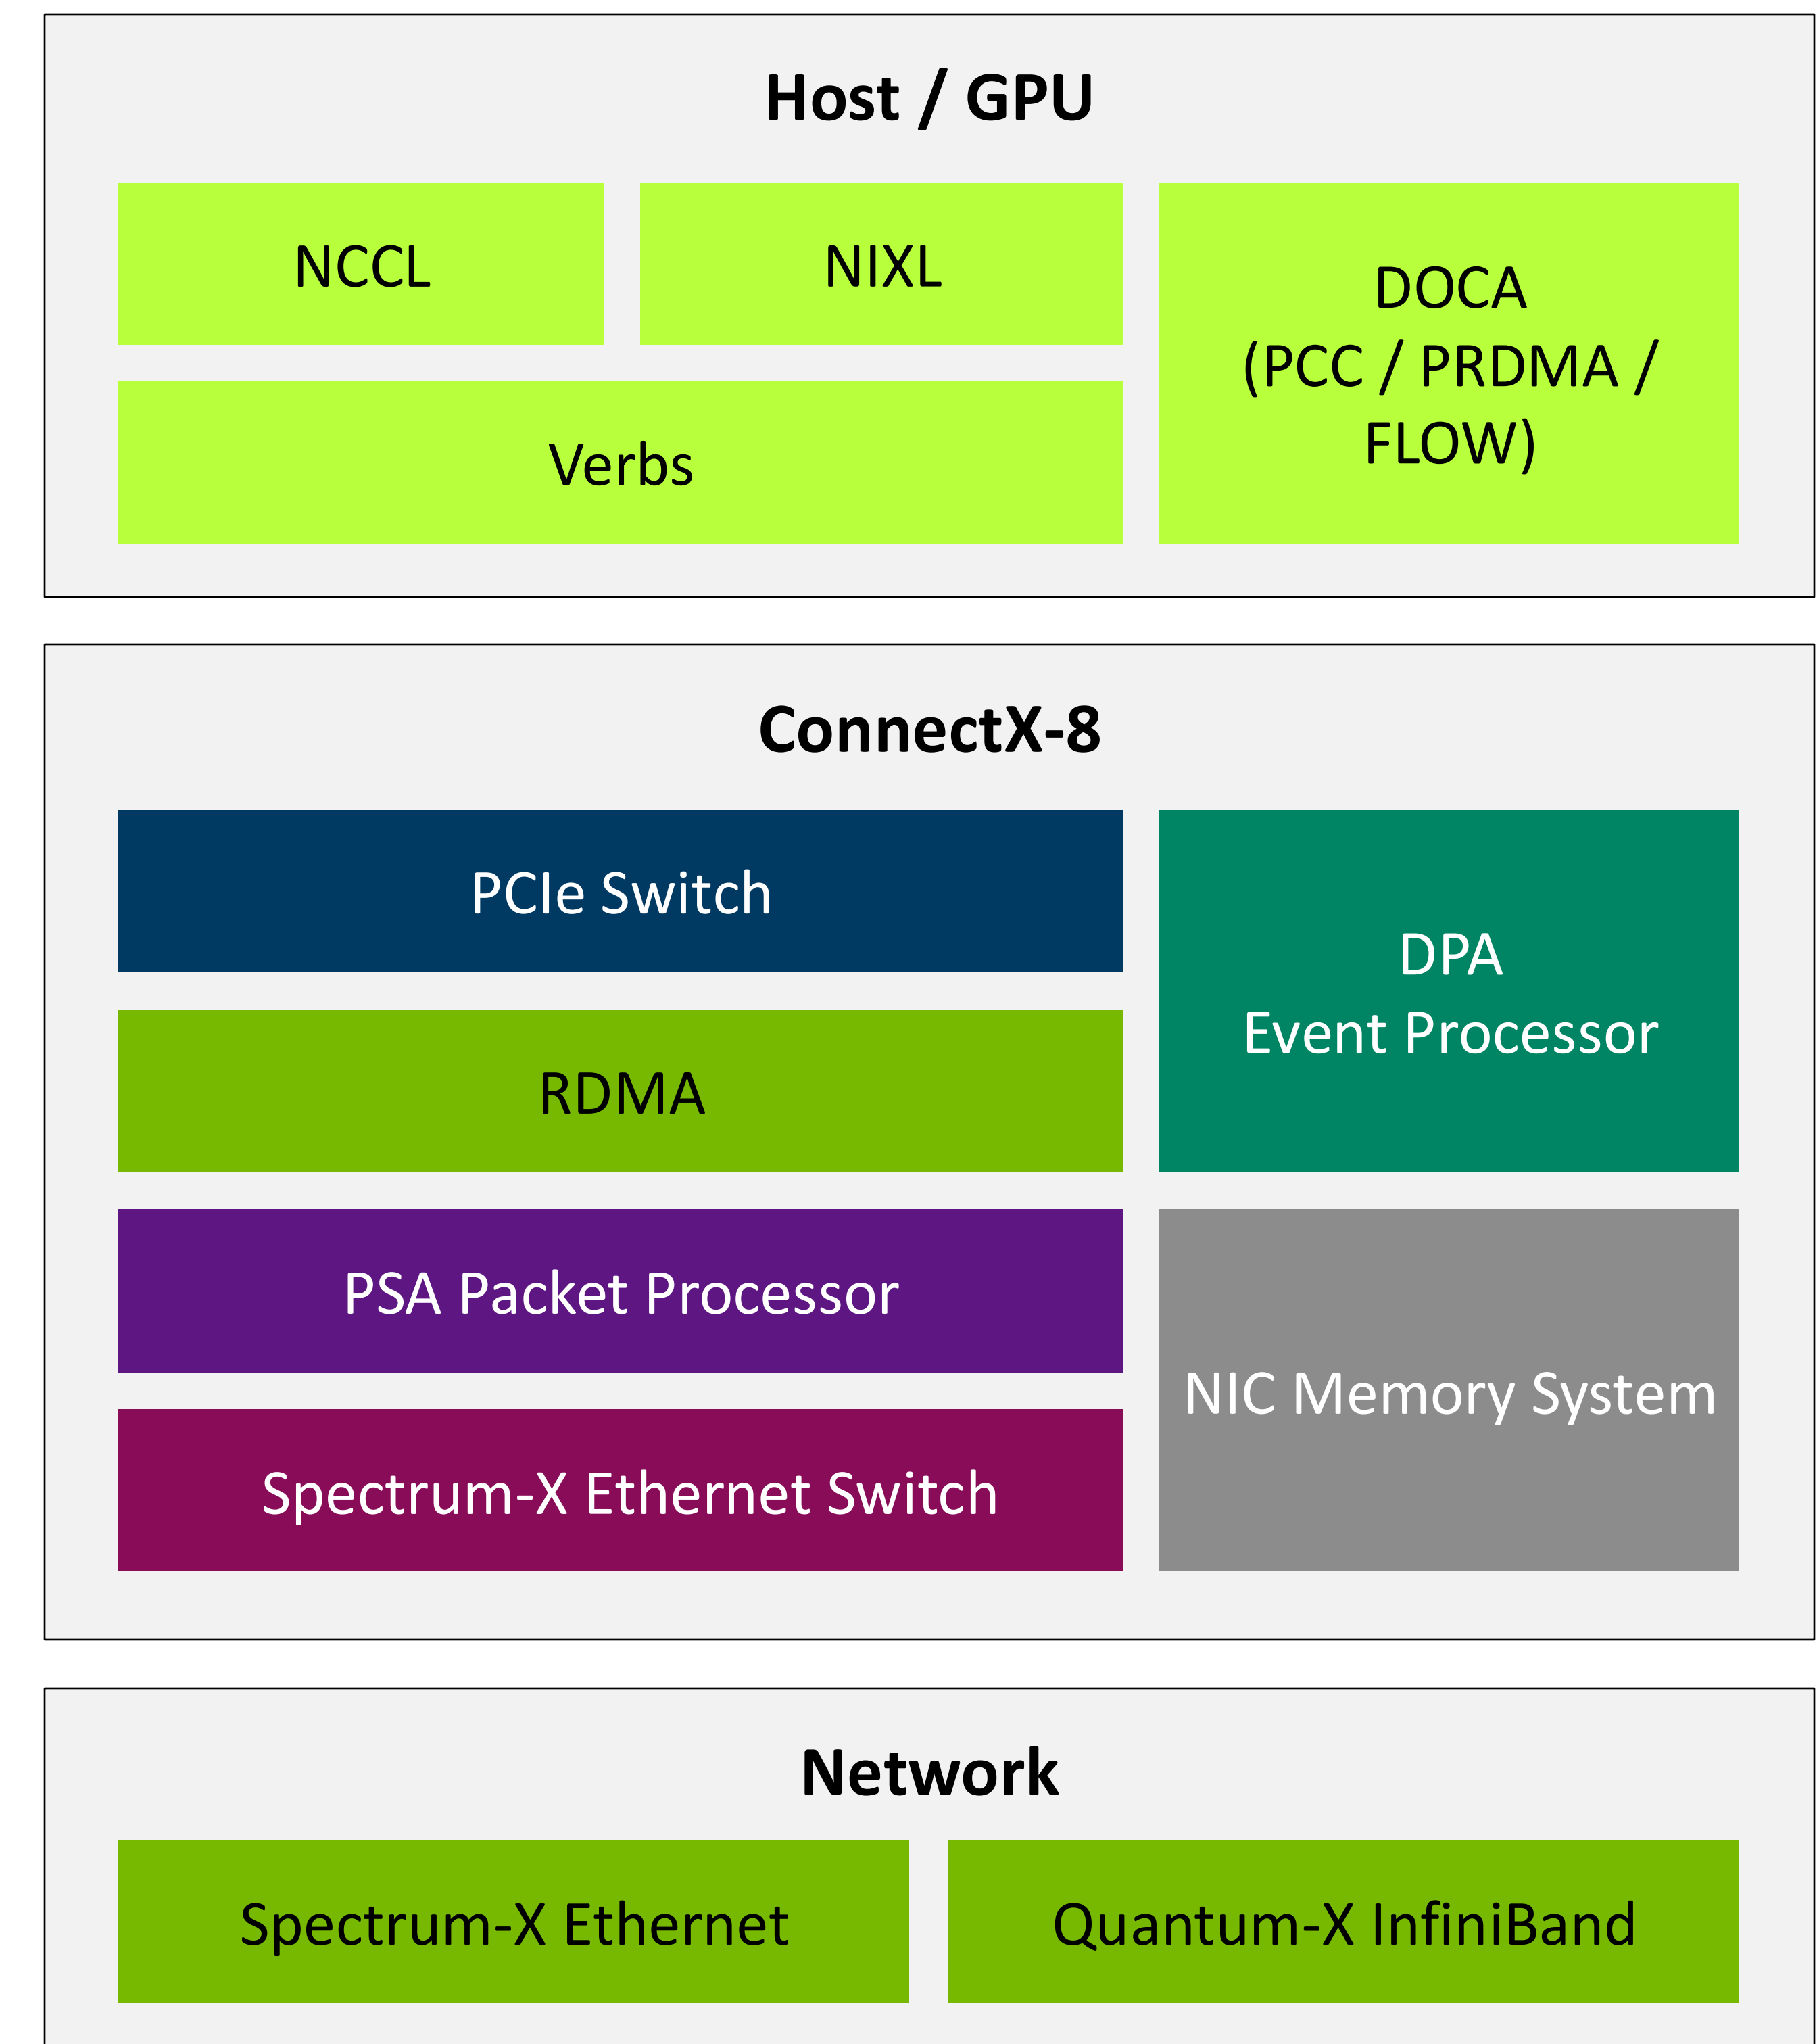 Host / GPU
NCCL
NIXL
DOCA
(PCC / PRDMA /
FLOW)
Verbs
ConnectX-8
PCIe Switch
DPA
Event Processor
RDMA
PSA Packet Processor
NIC Memory System
Spectrum-X Ethernet Switch
Network
Spectrum-X Ethernet
Quantum-X InfiniBand